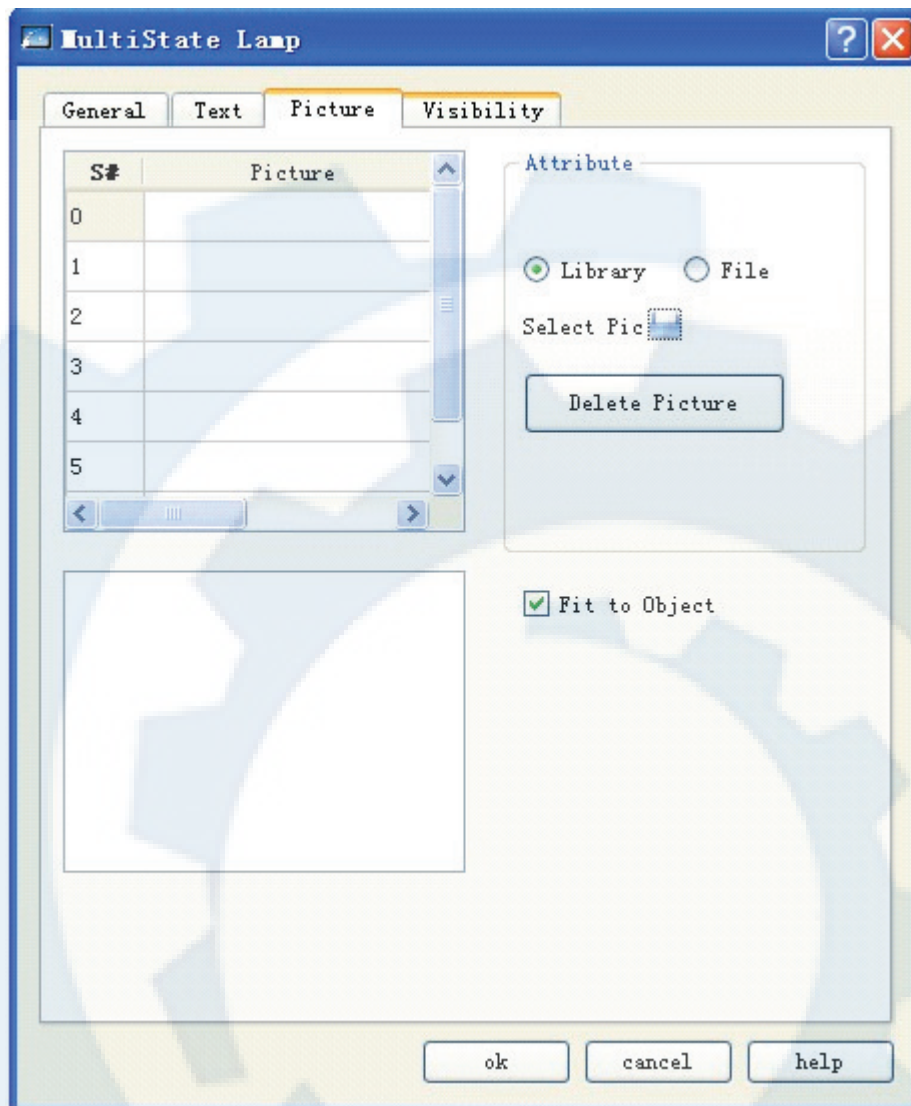 MultiState Lamp
General Text Picture Visibility
S# Picture
0
1
2
3
4
5
Attribute
Library File
Select Pic
Delete Picture
Fit to Object
ok cancel help